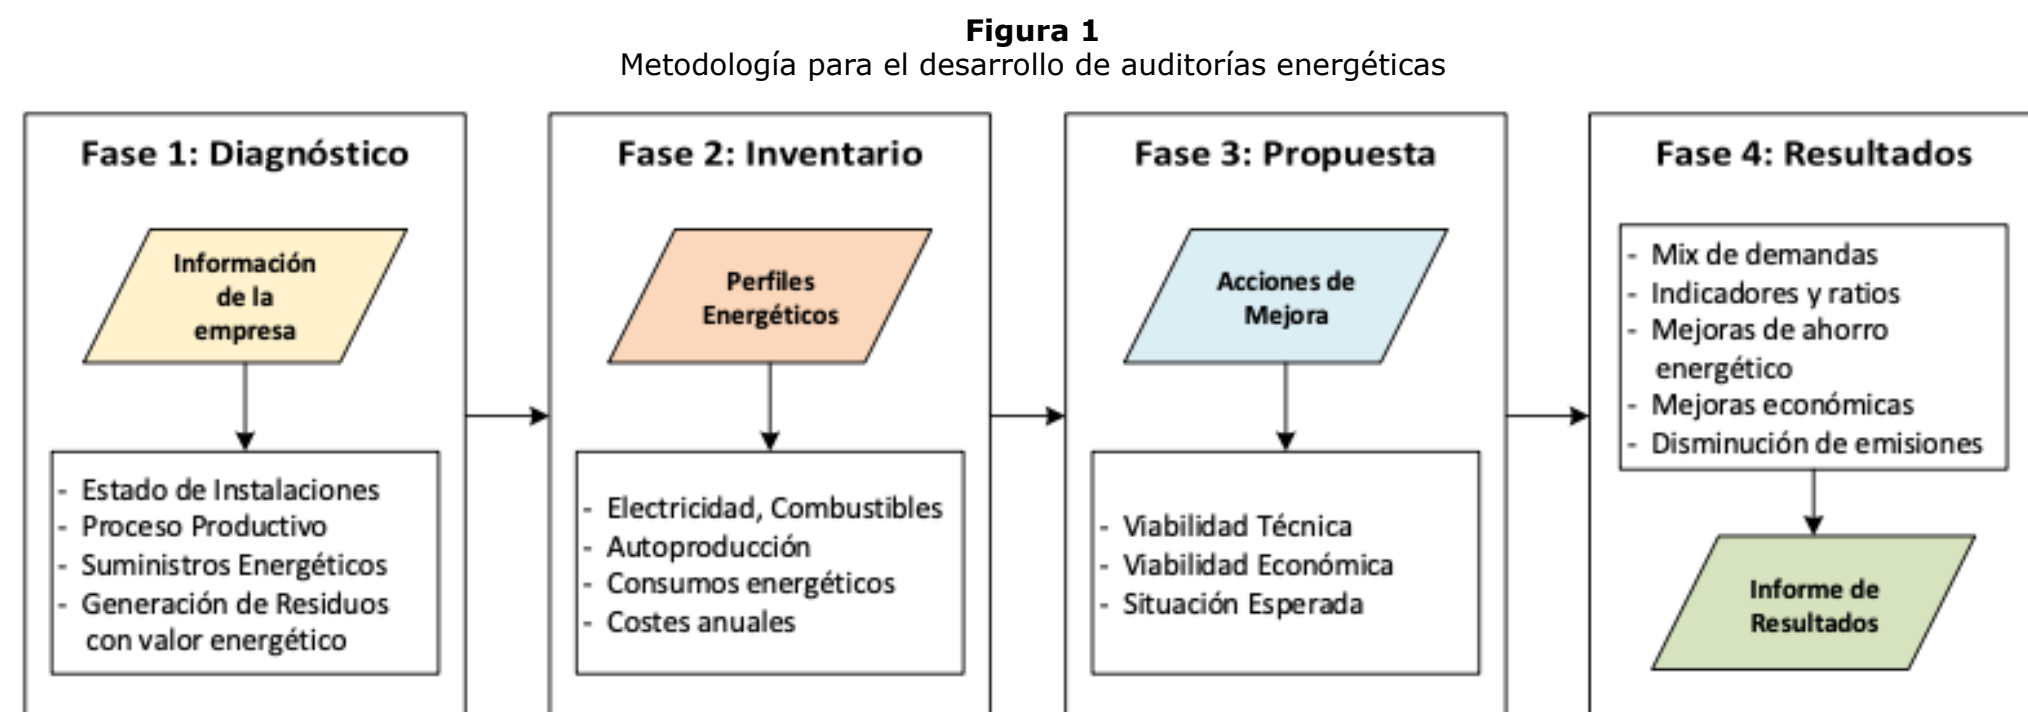 Figura 1
Metodología para el desarrollo de auditorías energéticas
Fase 1: Diagnóstico
Información
de la
empresa
- Estado de Instalaciones
- Proceso Productivo
- Suministros Energéticos
- Generación de Residuos
con valor energético
Fase 2: Inventario
Perfiles
Energéticos
- Electricidad, Combustibles
- Autoproducción
- Consumos energéticos
- Costes anuales
Fase 3: Propuesta
Acciones de
Mejora
- Viabilidad Técnica
- Viabilidad Económica
- Situación Esperada
Fase 4: Resultados
- Mix de demandas
- Indicadores y ratios
- Mejoras de ahorro
energético
- Mejoras económicas
- Disminución de emisiones
Informe de
Resultados